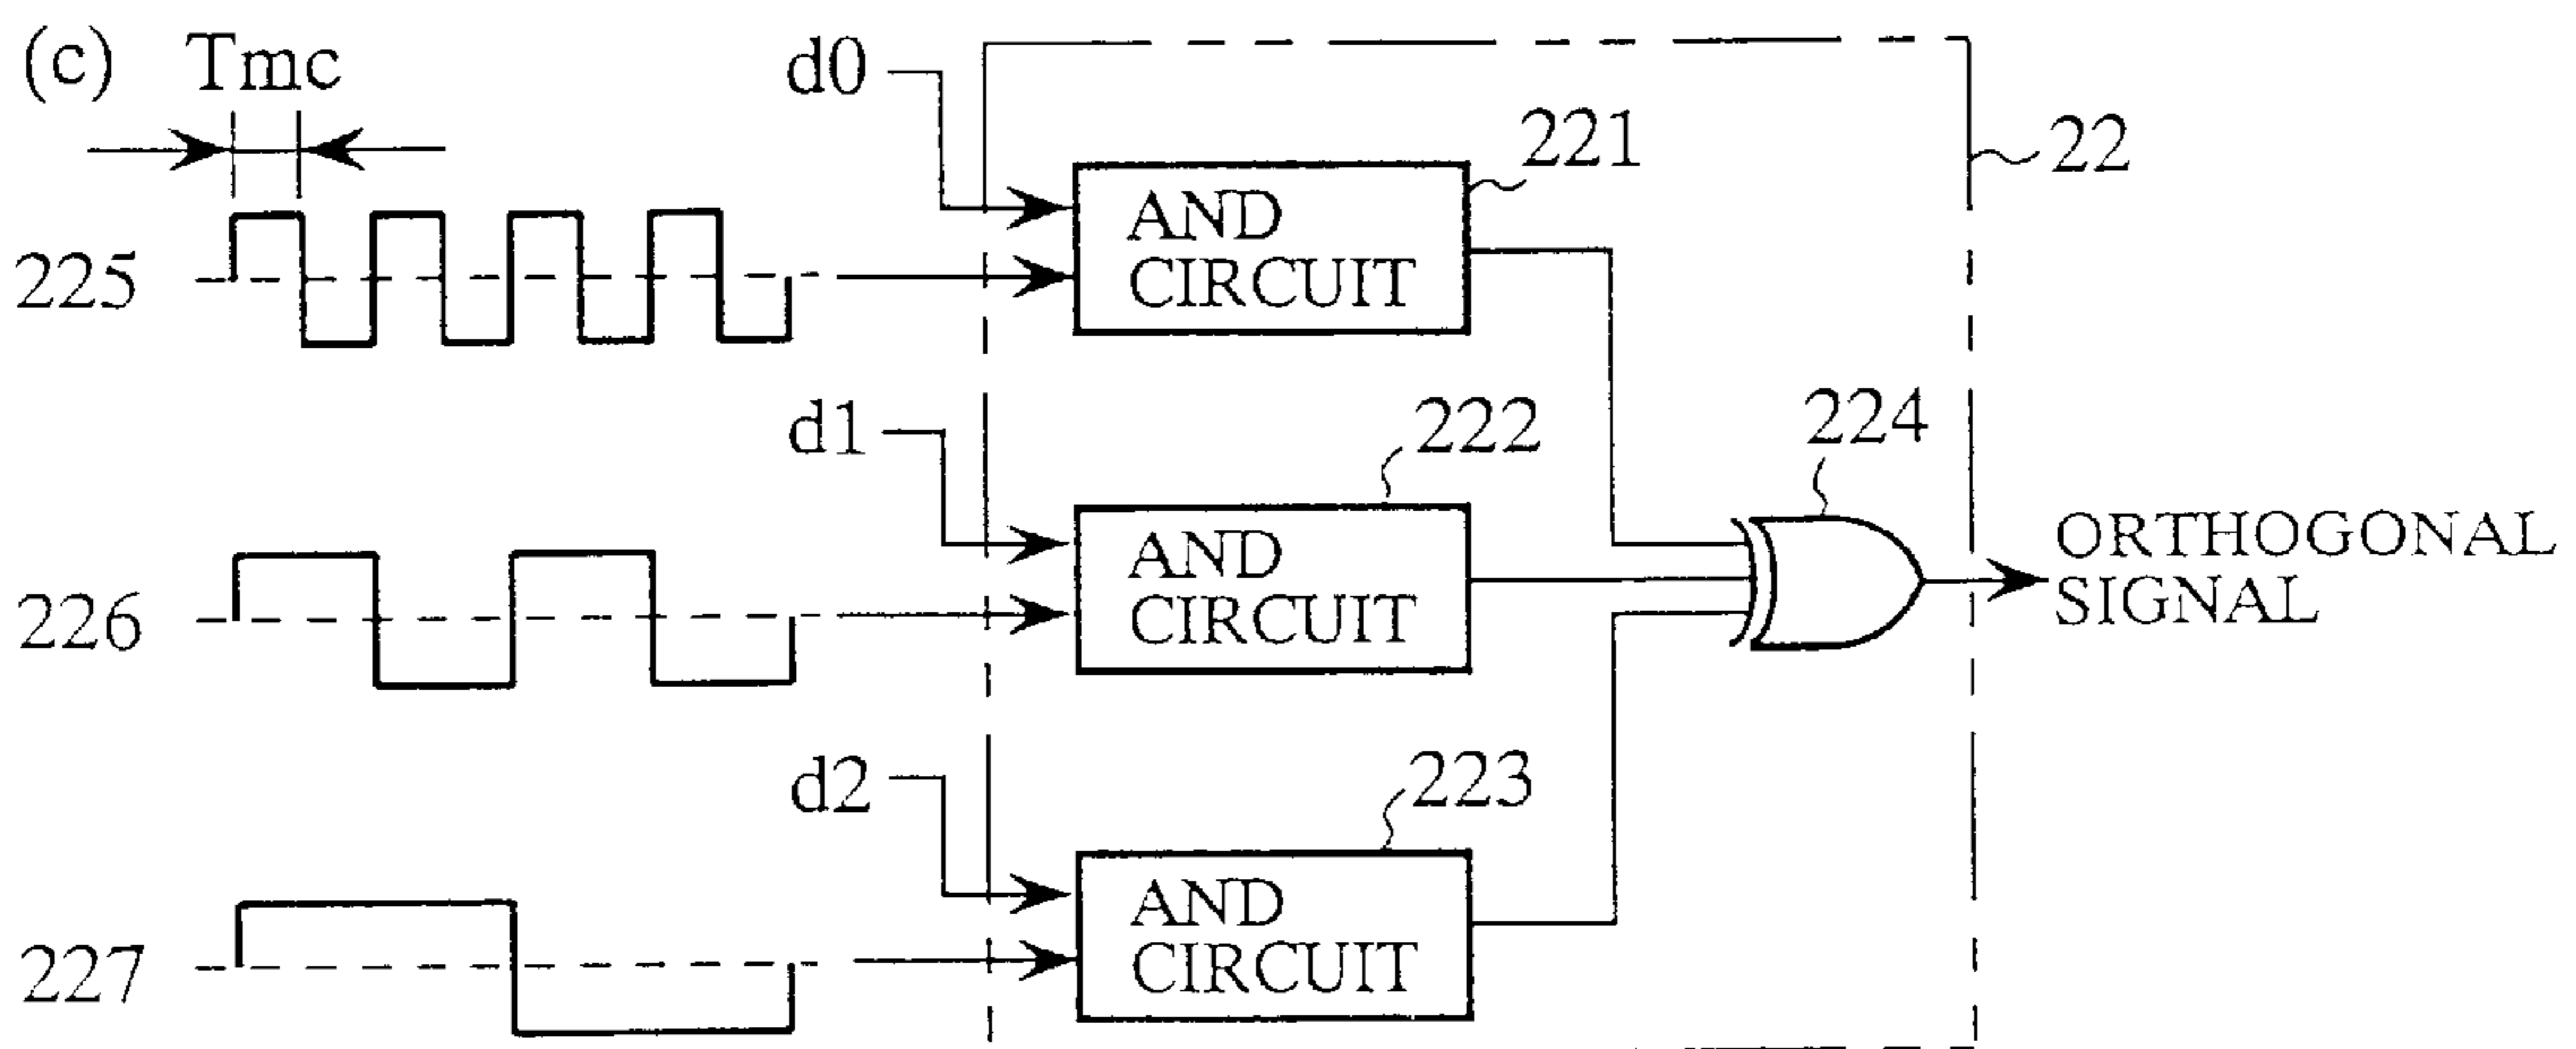 (c) Tmc
d0
221
22
AND
CIRCUIT
225
d1
222
224
AND
CIRCUIT
ORTHOGONAL
SIGNAL
226
d2
223
AND
CIRCUIT
227